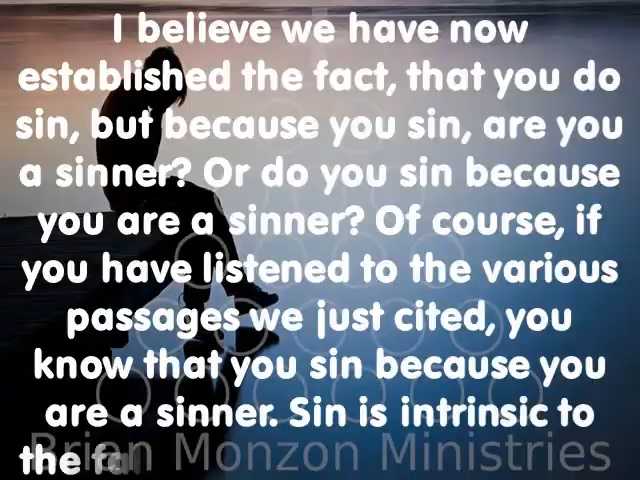 I believe we have now
established the fact, that you do
sin, but because you sin, are you
a sinner? Or do you sin because
you are a sinner? Of course, if
you have listened to the various
passages we just cited, you
know that you sin because you
are a sinner. Sin is intrinsic to
the
Brian Monzon Ministries